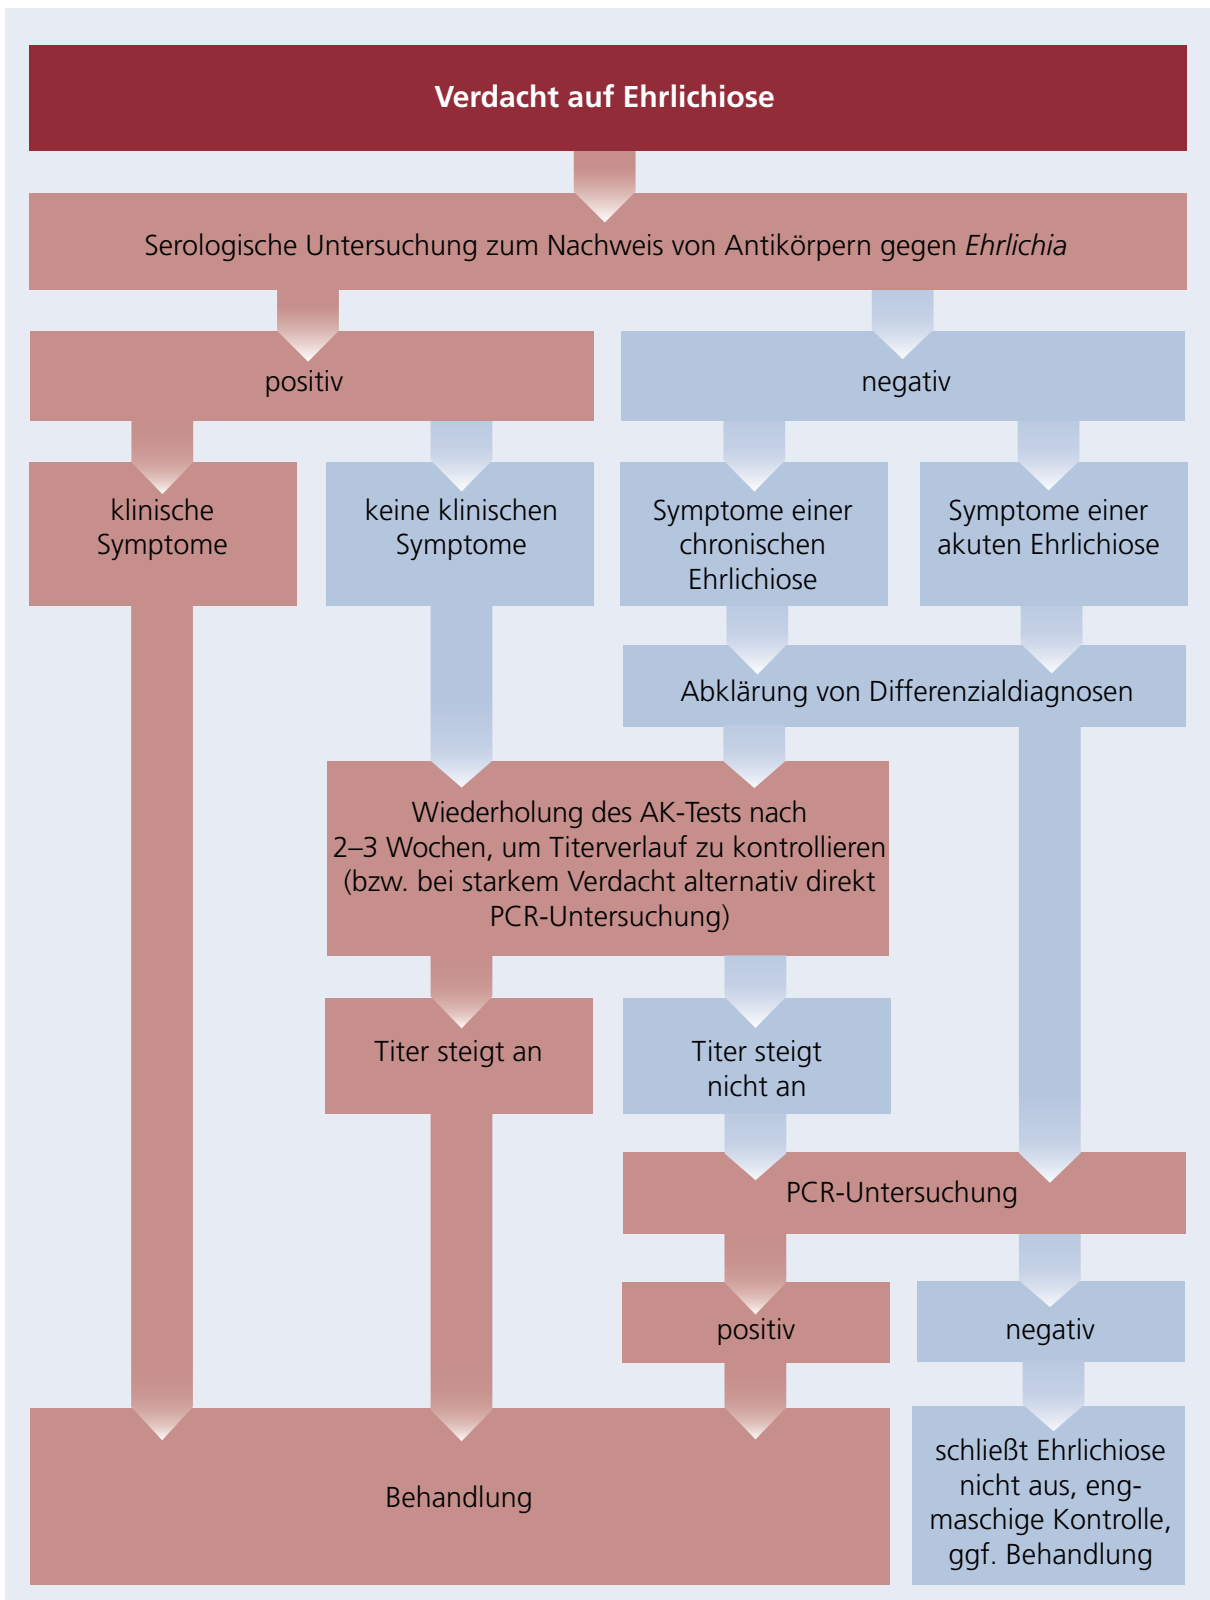 Verdacht auf Ehrlichiose
Serologische Untersuchung zum Nachweis von Antikörpern gegen Ehrlichia
positiv
negativ
klinische
Symptome
keine klinischen
Symptome
Symptome einer
chronischen
Ehrlichiose
Symptome einer
akuten Ehrlichiose
Abklärung von Differenzialdiagnosen
Wiederholung des AK-Tests nach
2–3 Wochen, um Titerverlauf zu kontrollieren
(bzw. bei starkem Verdacht alternativ direkt
PCR-Untersuchung)
Titer steigt an
Titer steigt
nicht an
PCR-Untersuchung
positiv
negativ
Behandlung
schließt Ehrlichiose
nicht aus, eng-
maschige Kontrolle,
ggf. Behandlung